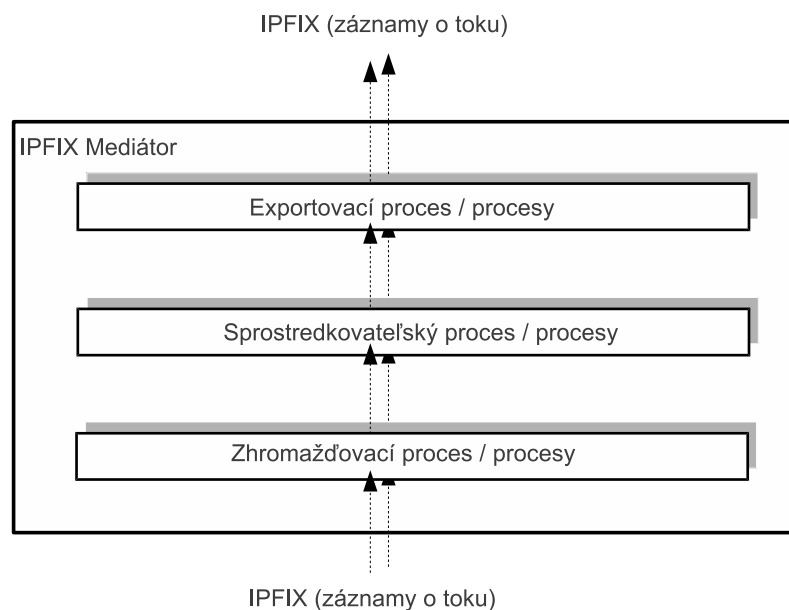 IPFIX (záznamy o toku)
IPFIX Mediátor
Exportovací proces / procesy
Sprostredkovateľský proces / procesy
Zhromažďovací proces / procesy
IPFIX (záznamy o toku)